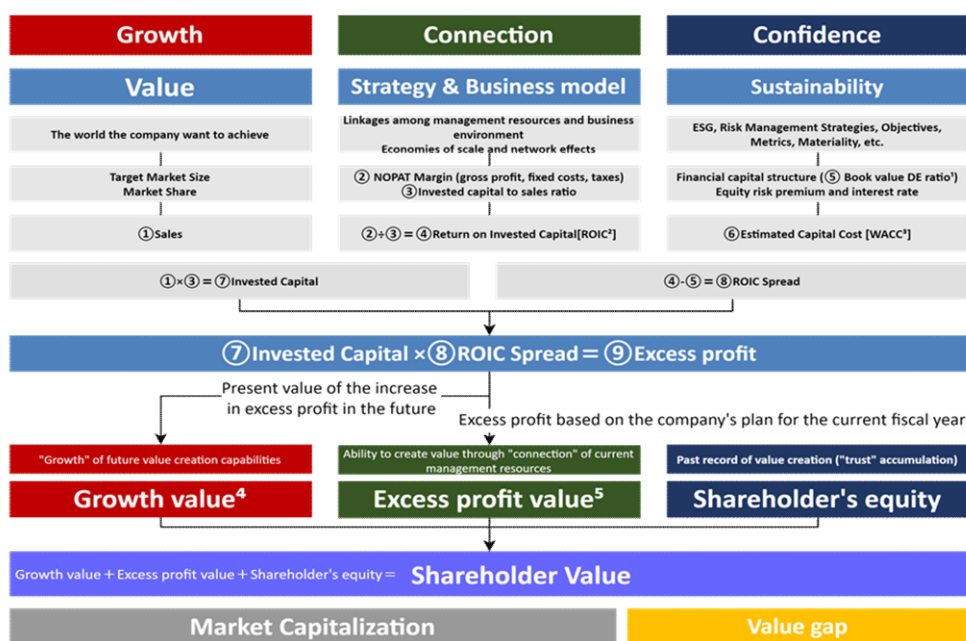 Growth
Connection
Confidence
Value
Strategy & Business model
Sustainability
The world the company want to achieve
Linkages among management resources and business
environment
Economies of scale and network effects
ESG, Risk Management Strategies, Objectives,
Metrics, Materiality, etc.
Target Market Size
Market Share
② NOPAT Margin (gross profit, fixed costs, taxes)
③Invested capital to sales ratio
Financial capital structure (⑤ Book value DE ratio¹)
Equity risk premium and interest rate
①Sales
②÷③=④Return on Invested Capital[ROIC²]
⑥Estimated Capital Cost [WACC³]
①×③=⑦Invested Capital
④-⑤=⑧ROIC Spread
⑦Invested Capital ×⑧ROIC Spread=⑨Excess profit
Present value of the increase
in excess profit in the future
Excess profit based on the company's plan for the current fiscal year
"Growth" of future value creation capabilities
Ability to create value through "connection" of current
management resources
Past record of value creation ("trust" accumulation)
Growth value⁴
Excess profit value⁵
Shareholder's equity
Growth value+Excess profit value+Shareholder's equity= Shareholder Value
Market Capitalization
Value gap